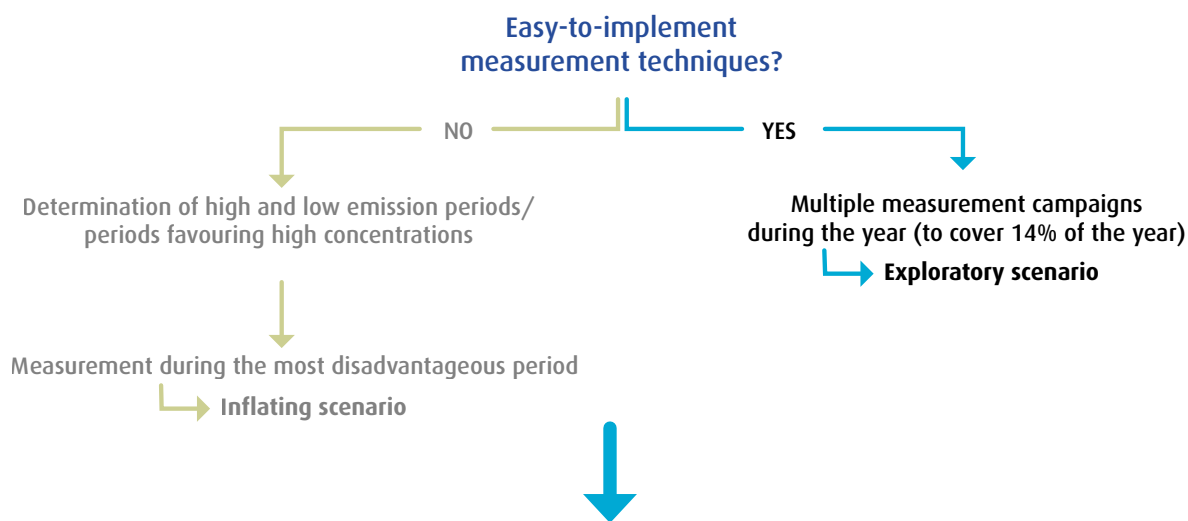 Easy-to-implement
measurement techniques?
NO
YES
Determination of high and low emission periods/
periods favouring high concentrations
Multiple measurement campaigns
during the year (to cover 14% of the year)
Exploratory scenario
Measurement during the most disadvantageous period
Inflating scenario